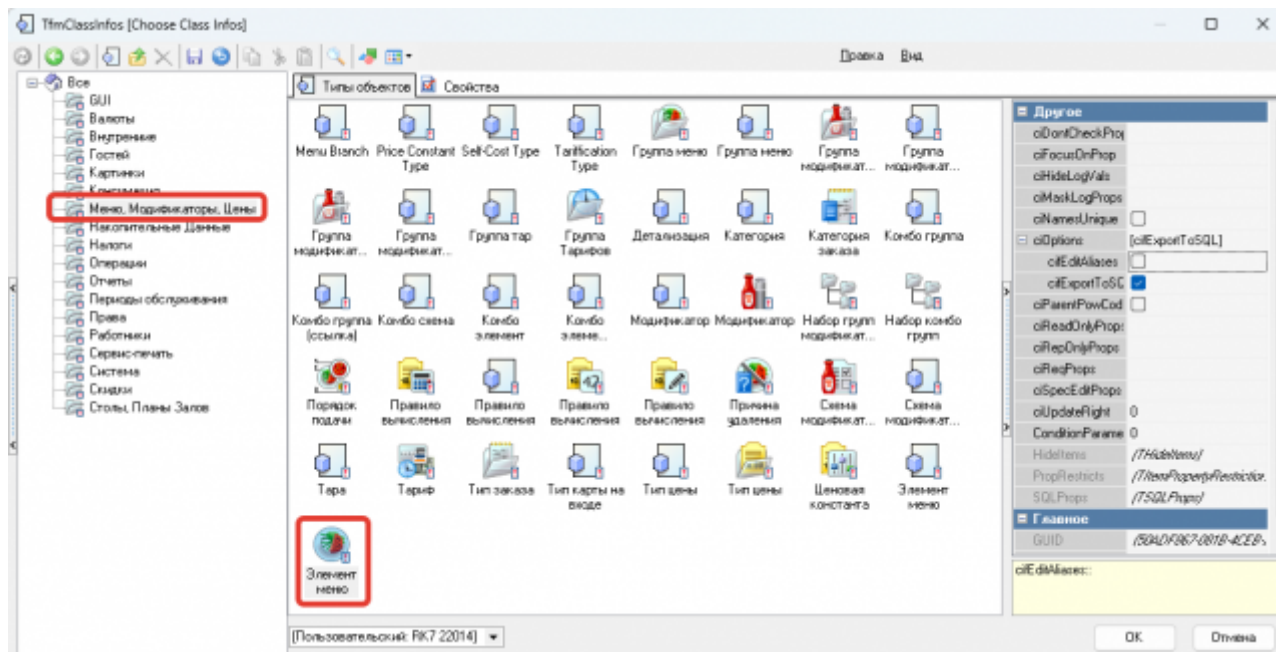 TfmClassInfos [Choose Class Infos]
Правка Вид
Все
GUI
Валюты
Внутренние
Гостей
Картинки
Консумация
Меню, Модификаторы, Цены
Накопительные Данные
Налоги
Операции
Отчеты
Периоды обслуживания
Права
Работники
Сервис-печать
Система
Скидки
Столы, Планы Залов
Типы объектов Свойства
Menu Branch Price Constant Self-Cost Type Tariffication Группа меню Группа меню Группа Группа
Type Type модификат... модификат...
Группа Группа Группа тар Группа Детализация Категория Категория Комбо группа
модификат... модификат... Тарифов заказа
Комбо группа Комбо схема Комбо Комбо Модификатор Модификатор Набор групп Набор комбо
(ссылка) элемент элеме... модификат... групп
Порядок Правило Правило Правило Правило Причина Схема Схема
подачи вычисления вычисления вычисления вычисления удаления модификат... модификат...
Тара Тариф Тип заказа Тип карты на Тип цены Тип цены Ценовая Элемент
входе константа меню
Элемент
меню
Другое
ciDontCheckProp
ciFocusOnProp
ciHideLogVals
ciMaskLogProps
ciNamesUnique
ciOptions [cifExportToSQL]
cifEditAliases
cifExportToSC
ciParentPowCod
ciReadOnlyProps
ciRepOnlyProps
ciReqProps
ciSpecEditProps
ciUpdateRight 0
ConditionParame 0
HideItems (THideItems)
PropRestricts (TItemPropertyRestriction.
SQLProps (TSQLProps)
Главное
GUID
cifEditAliases::
(Пользовательский: RK7 22014)
OK Отмена